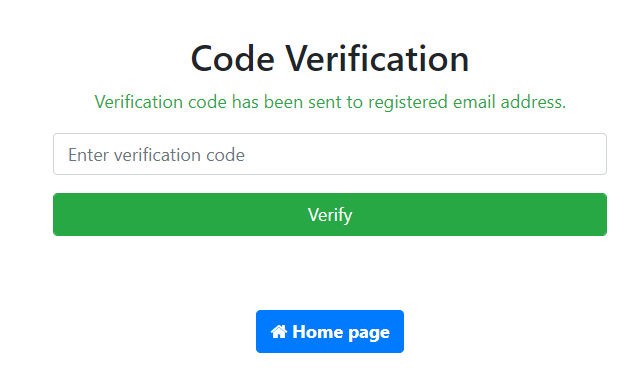 Code Verification
Verification code has been sent to registered email address.
Enter verification code
Verify
Home page